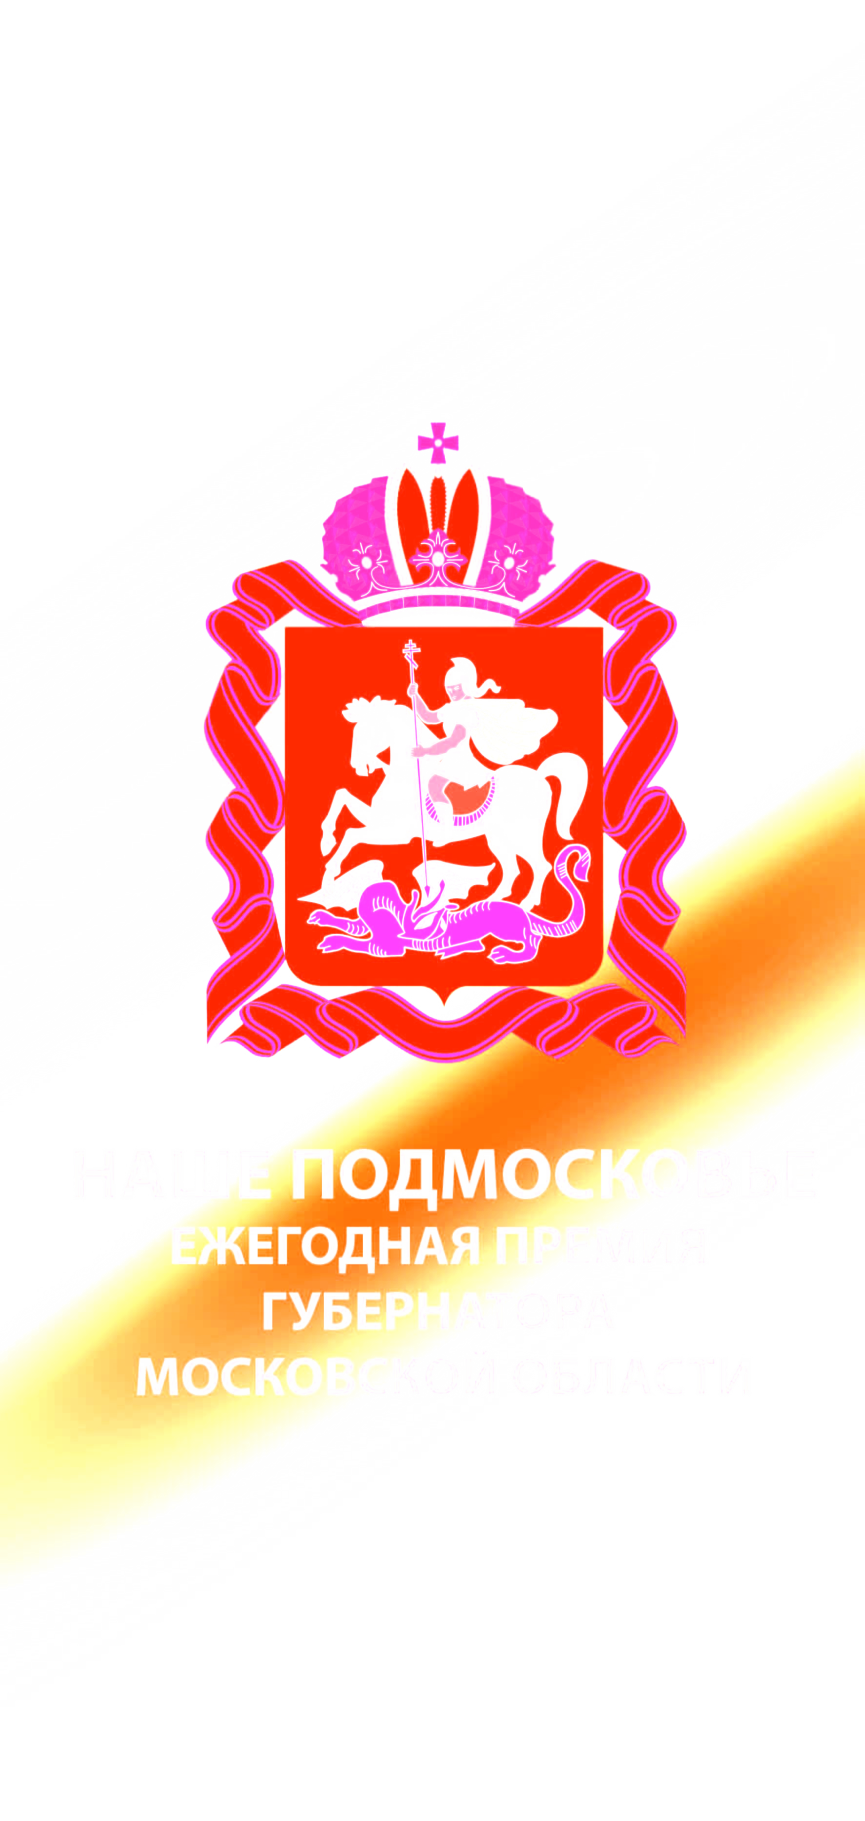 НАШЕ ПОДМОСКОВЬЕ
ЕЖЕГОДНАЯ ПРЕМИЯ
ГУБЕРНАТОРА
МОСКОВСКОЙ ОБЛАСТИ